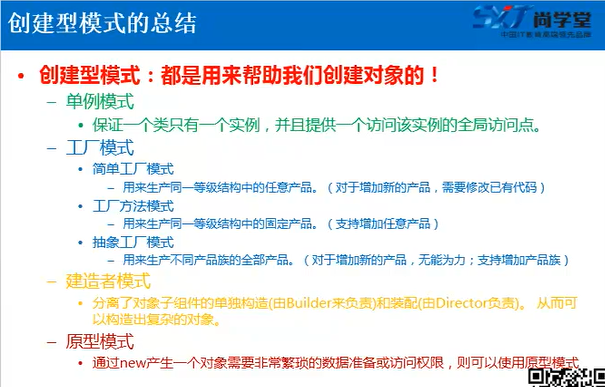 创建型模式的总结
SXT 尚学堂
• 创建型模式：都是用来帮助我们创建对象的！
– 单例模式
• 保证一个类只有一个实例，并且提供一个访问该实例的全局访问点。
– 工厂模式
• 简单工厂模式
– 用来生产同一等级结构中的任意产品。（对于增加新的产品，需要修改已有代码）
• 工厂方法模式
– 用来生产同一等级结构中的固定产品。（支持增加任意产品）
• 抽象工厂模式
– 用来生产不同产品族的全部产品。（对于增加新的产品，无能为力；支持增加产品族）
– 建造者模式
• 分离了对象子组件的单独构造(由Builder来负责)和装配(由Director负责)。 从而可
以构造出复杂的对象。
– 原型模式
• 通过new产生一个对象需要非常繁琐的数据准备或访问权限，则可以使用原型模式